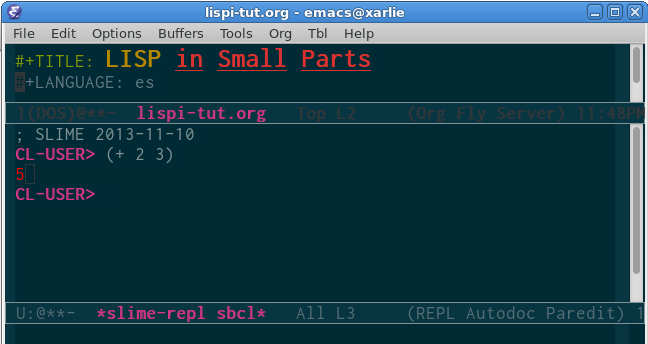 lispi-tut.org - emacs@xarlie
File Edit Options Buffers Tools Org Tbl Help
#+TITLE: LISP in Small Parts
#+LANGUAGE: es
1(DOS)@**- lispi-tut.org Top L2 (Org Fly Server) 11:48PM
; SLIME 2013-11-10
CL-USER> (+ 2 3)
5
CL-USER>
U:@**- *slime-repl sbcl* All L3 (REPL Autodoc Paredit) 1